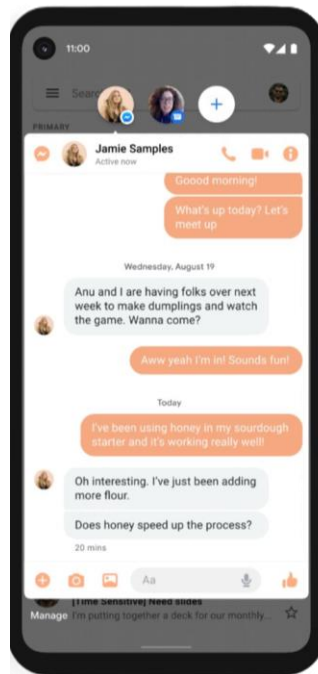 11:00
Sear
PRIMARY
Jamie Samples
Active now
Goood morning!
What's up today? Let's
meet up
Wednesday, August 19
Anu and I are having folks over next
week to make dumplings and watch
the game. Wanna come?
Aww yeah I'm in! Sounds fun!
Today
I've been using honey in my sourdough
starter and it's working really well!
Oh interesting. I've just been adding
more flour.
Does honey speed up the process?
20 mins
Aa
[Time Sensitive] Need slides
Manage I'm putting together a deck for our monthly...